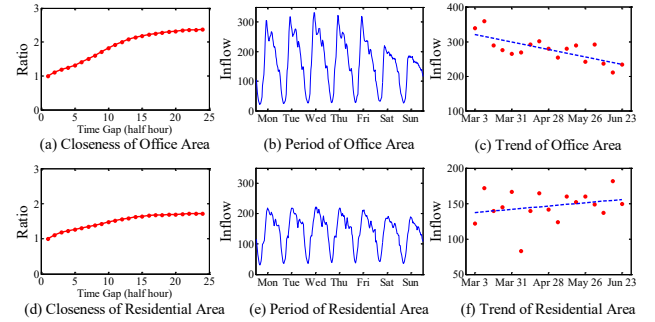 Ratio
3
2
1
0
0 5 10 15 20 25
Time Gap (half hour)
(a) Closeness of Office Area
Inflow
300
200
100
0
Mon Tue Wed Thu Fri Sat Sun
(b) Period of Office Area
Inflow
400
300
200
100
Mar 3 Mar 31 Apr 28 May 26 Jun 23
(c) Trend of Office Area
Ratio
3
2
1
0
0 5 10 15 20 25
Time Gap (half hour)
(d) Closeness of Residential Area
Inflow
300
200
100
0
Mon Tue Wed Thu Fri Sat Sun
(e) Period of Residential Area
Inflow
200
150
100
50
Mar 3 Mar 31 Apr 28 May 26 Jun 23
(f) Trend of Residential Area